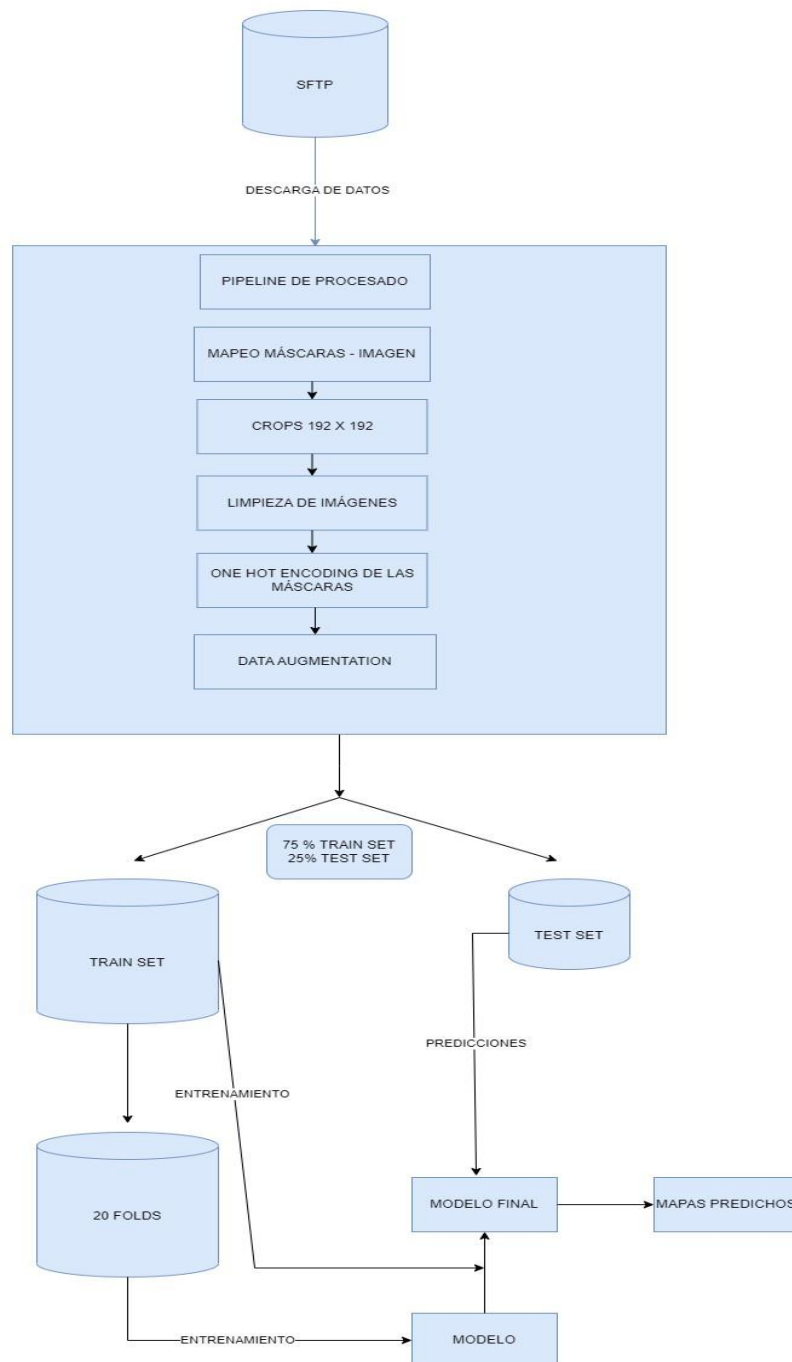 SFTP
DESCARGA DE DATOS
PIPELINE DE PROCESADO
MAPEO MÁSCARAS - IMAGEN
CROPS 192 X 192
LIMPIEZA DE IMÁGENES
ONE HOT ENCODING DE LAS
MÁSCARAS
DATA AUGMENTATION
75 % TRAIN SET
25% TEST SET
TRAIN SET
TEST SET
PREDICCIONES
ENTRENAMIENTO
20 FOLDS
MODELO FINAL
MAPAS PREDICHOS
ENTRENAMIENTO
MODELO